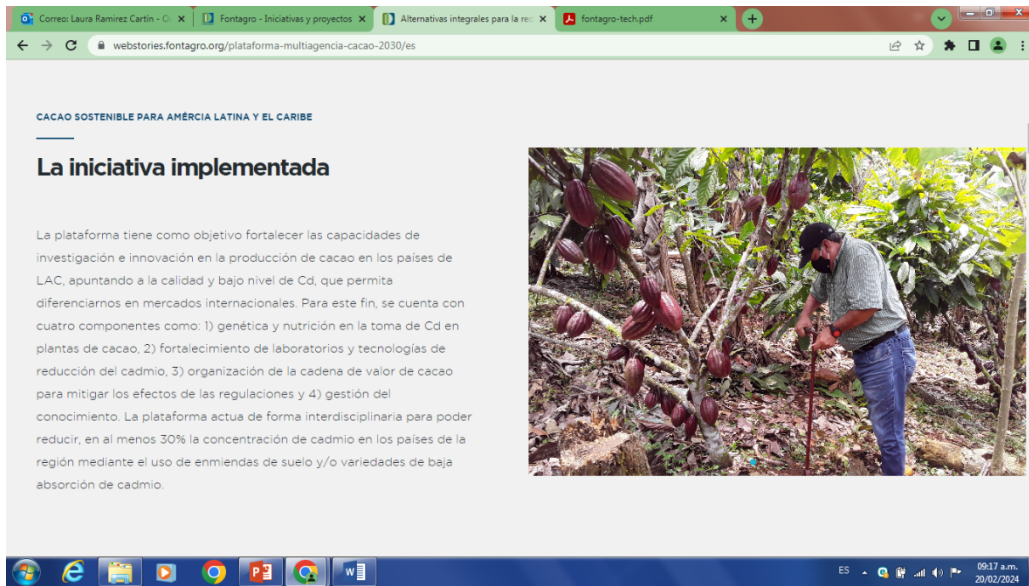 Correo: Laura Ramirez Cartín - O
Fontagro - Iniciativas y proyectos
Alternativas integrales para la rec
fontagro-tech.pdf
webstories.fontagro.org/plataforma-multiagencia-cacao-2030/es
CACAO SOSTENIBLE PARA AMÉRCIA LATINA Y EL CARIBE
La iniciativa implementada
La plataforma tiene como objetivo fortalecer las capacidades de
investigación e innovación en la producción de cacao en los países de
LAC, apuntando a la calidad y bajo nivel de Cd, que permita
diferenciarnos en mercados internacionales. Para este fin, se cuenta con
cuatro componentes como: 1) genética y nutrición en la toma de Cd en
plantas de cacao, 2) fortalecimiento de laboratorios y tecnologías de
reducción del cadmio, 3) organización de la cadena de valor de cacao
para mitigar los efectos de las regulaciones y 4) gestión del
conocimiento. La plataforma actua de forma interdisciplinaria para poder
reducir, en al menos 30% la concentración de cadmio en los países de la
región mediante el uso de enmiendas de suelo y/o variedades de baja
absorción de cadmio.
ES
09:17 a.m.
20/02/2024